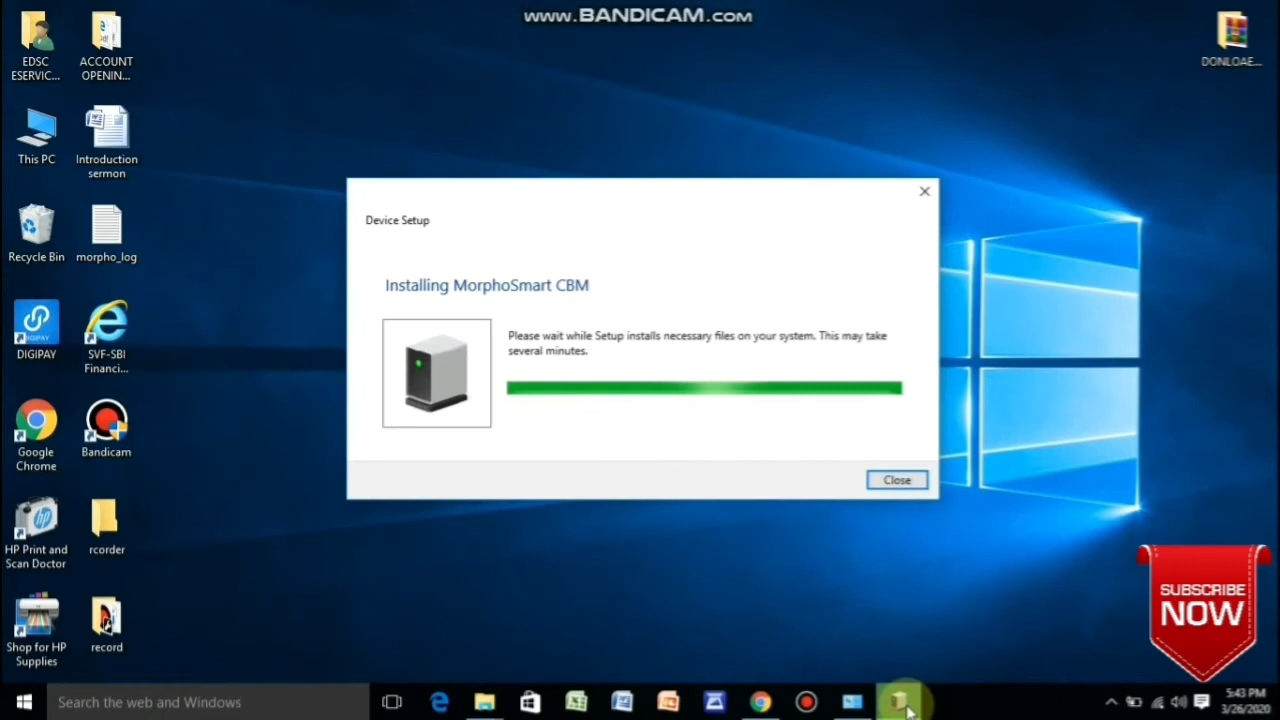 www.BANDICAM.com
EDSC
ESERVIC...
ACCOUNT
OPENIN...
DONLOAE...
This PC
Introduction
sermon
Recycle Bin
morpho_log
DIGIPAY
DIGIPAY
SVF-SBI
Financi...
Google
Chrome
Bandicam
HP Print and
Scan Doctor
rcorder
Shop for HP
Supplies
record
Device Setup
Installing MorphoSmart CBM
Please wait while Setup installs necessary files on your system. This may take
several minutes.
Close
SUBSCRIBE
NOW
Search the web and Windows
5:43 PM
3/26/2020